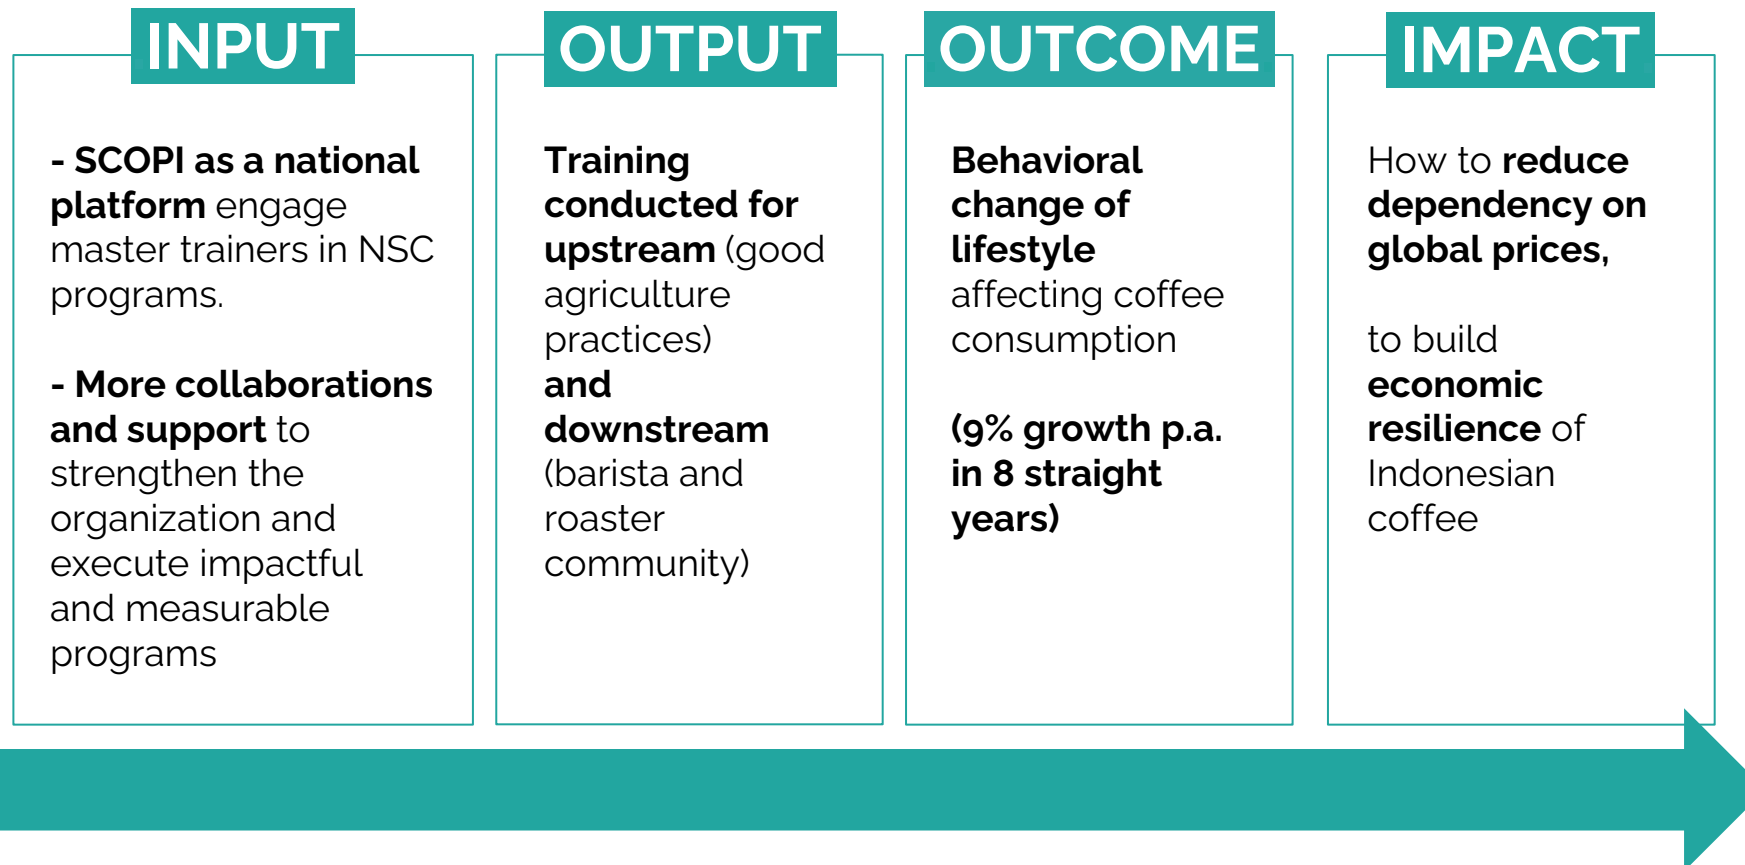 INPUT
- SCOPI as a national
platform engage
master trainers in NSC
programs.
- More collaborations
and support to
strengthen the
organization and
execute impactful
and measurable
programs
OUTPUT
Training
conducted for
upstream (good
agriculture
practices)
and
downstream
(barista and
roaster
community)
OUTCOME
Behavioral
change of
lifestyle
affecting coffee
consumption
(9% growth p.a.
in 8 straight
years)
IMPACT
How to reduce
dependency on
global prices,
to build
economic
resilience of
Indonesian
coffee